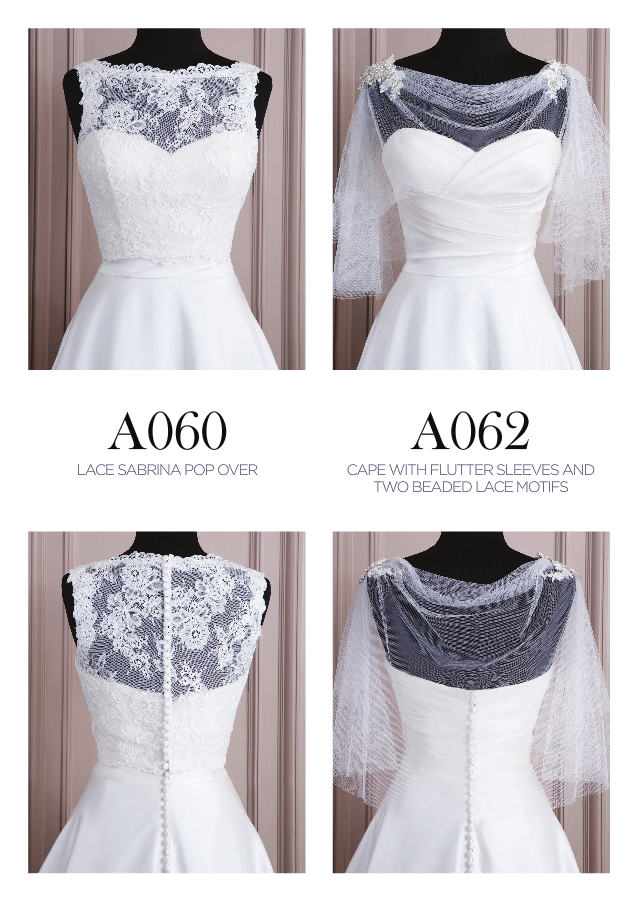 A060
LACE SABRINA POP OVER
A062
CAPE WITH FLUTTER SLEEVES AND
TWO BEADED LACE MOTIFS